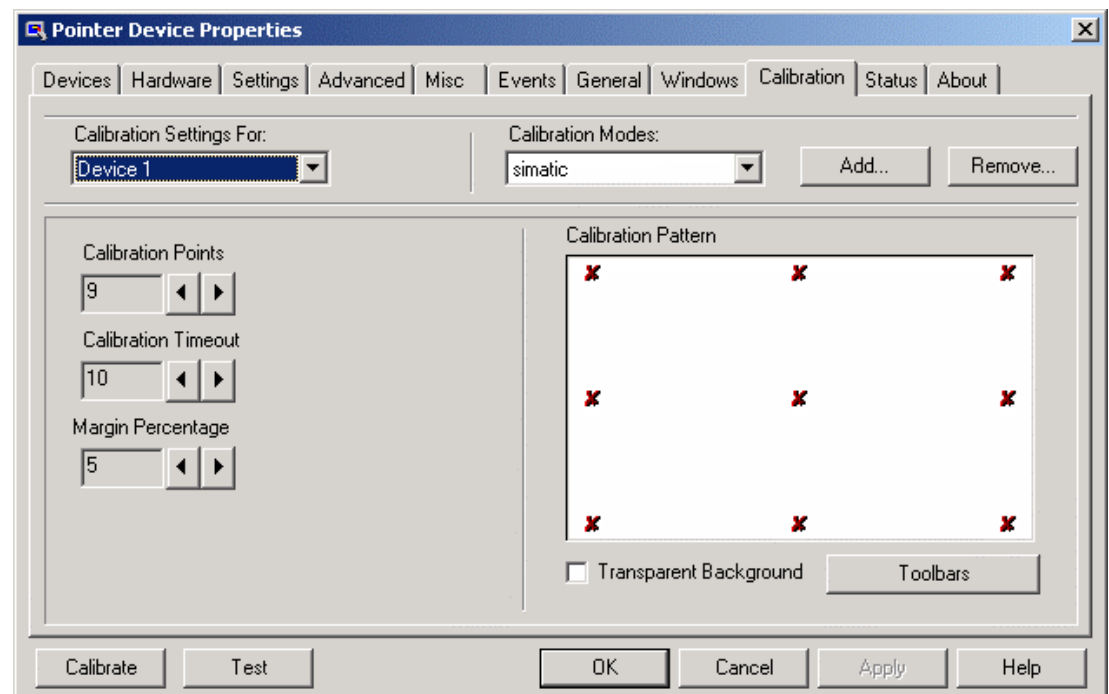 Pointer Device Properties
Devices Hardware Settings Advanced Misc Events General Windows Calibration Status About
Calibration Settings For: Calibration Modes:
Device 1 simatic Add... Remove...
Calibration Points Calibration Pattern
9
Calibration Timeout
10
Margin Percentage
5
Transparent Background Toolbars
Calibrate Test OK Cancel Apply Help